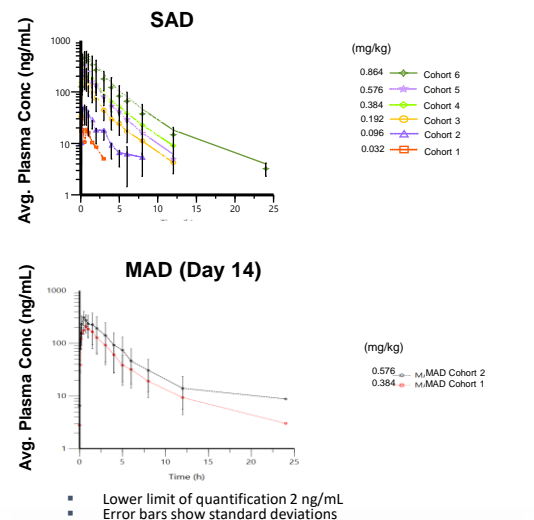 SAD
Avg. Plasma Conc (ng/mL)
1000
100
10
1
0 5 10 15 20 25
(mg/kg)
0.864 Cohort 6
0.576 Cohort 5
0.384 Cohort 4
0.192 Cohort 3
0.096 Cohort 2
0.032 Cohort 1
MAD (Day 14)
Avg. Plasma Conc (ng/mL)
1000
100
10
1
0 5 10 15 20 25
Time (h)
(mg/kg)
0.576 MAD Cohort 2
0.384 MAD Cohort 1
▪ Lower limit of quantification 2 ng/mL
▪ Error bars show standard deviations